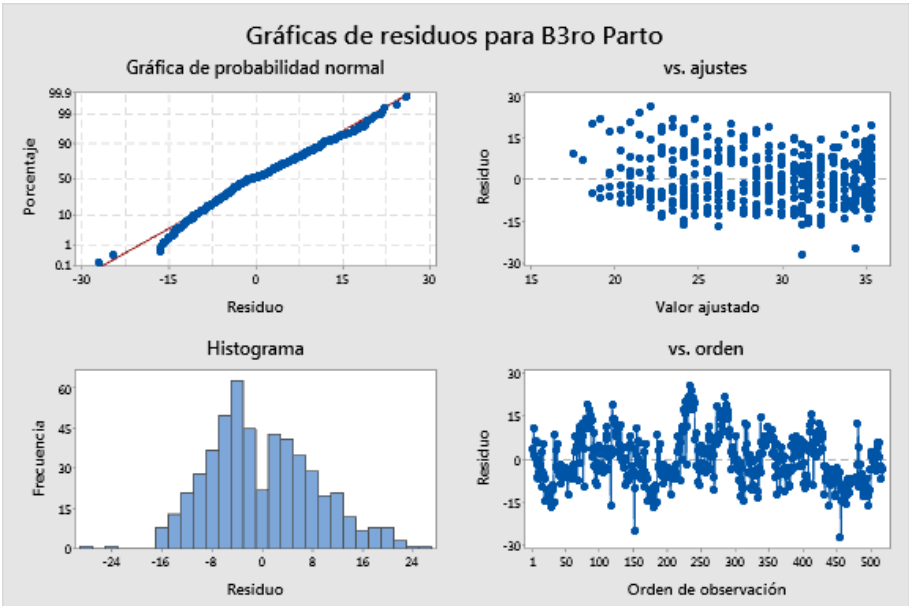 Gráficas de residuos para B3ro Parto
Gráfica de probabilidad normal
99.9
99
90
50
10
1
0.1
Porcentaje
-30 -15 0 15 30
Residuo
vs. ajustes
30
15
0
-15
-30
Residuo
15 20 25 30 35
Valor ajustado
Histograma
60
45
30
15
0
Frecuencia
-24 -16 -8 0 8 16 24
Residuo
vs. orden
30
15
0
-15
-30
Residuo
1 50 100 150 200 250 300 350 400 450 500
Orden de observación